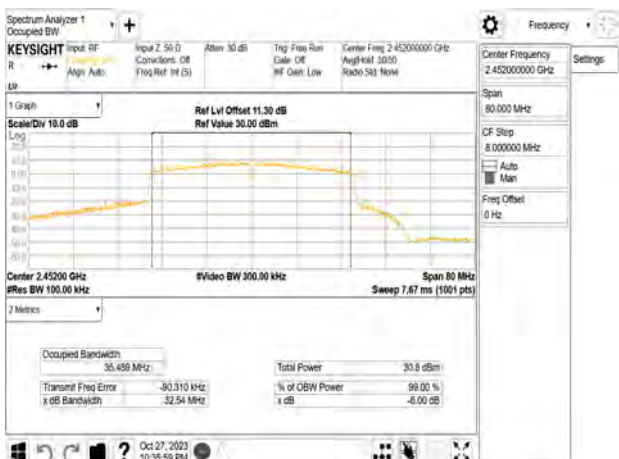 Spectrum Analyzer 1
Occupied BW
+
Frequency
KEYSIGHT
R
Input: RF
Align: Auto
Input Z: 50 Ω
Corrections: Off
Freq Ref: Int (S)
Atten: 30 dB
Trig: Free Run
Gate: Off
#IF Gain: Low
Center Freq: 2.452000000 GHz
Avg|Hold: 50/50
Radio Std: None
Center Frequency
2.452000000 GHz
Settings
Span
80.000 MHz
CF Step
8.000000 MHz
Auto
Man
Freq Offset
0 Hz
1 Graph
Scale/Div 10.0 dB
Ref Lvl Offset 11.30 dB
Ref Value 30.00 dBm
Log
Center 2.45200 GHz
#Res BW 100.00 kHz
#Video BW 300.00 kHz
Span 80 MHz
Sweep 7.67 ms (1001 pts)
2 Metrics
Occupied Bandwidth
35.489 MHz
Total Power 30.8 dBm
Transmit Freq Error -90.310 kHz
% of OBW Power 99.00 %
x dB Bandwidth 32.54 MHz
x dB -6.00 dB
?
Oct 27, 2023
10:35:59 PM